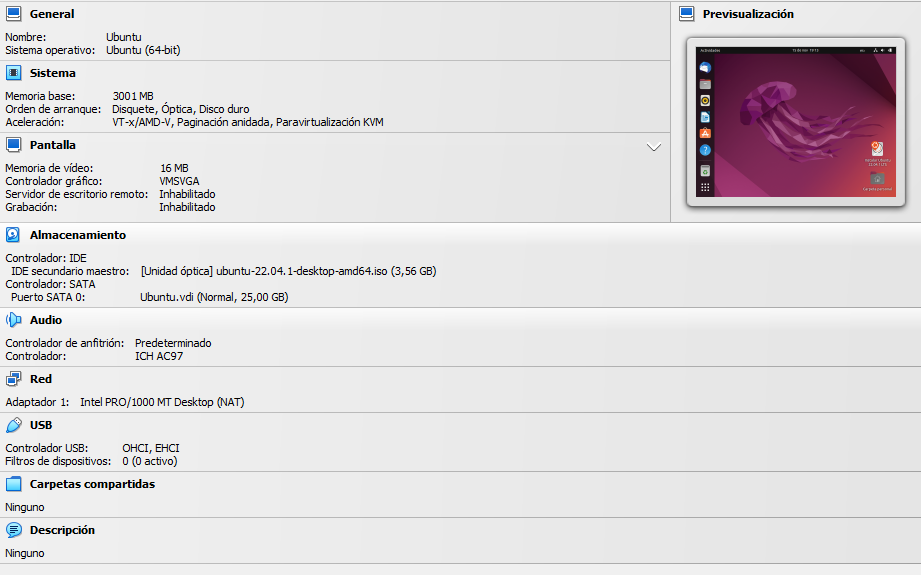 General
Nombre: Ubuntu
Sistema operativo: Ubuntu (64-bit)
Sistema
Memoria base: 3001 MB
Orden de arranque: Disquete, Óptica, Disco duro
Aceleración: VT-x/AMD-V, Paginación anidada, Paravirtualización KVM
Pantalla
Memoria de vídeo: 16 MB
Controlador gráfico: VMSVGA
Servidor de escritorio remoto: Inhabilitado
Grabación: Inhabilitado
Previsualización
Actividades
Almacenamiento
Controlador: IDE
IDE secundario maestro: [Unidad óptica] ubuntu-22.04.1-desktop-amd64.iso (3,56 GB)
Controlador: SATA
Puerto SATA 0: Ubuntu.vdi (Normal, 25,00 GB)
Audio
Controlador de anfitrión: Predeterminado
Controlador: ICH AC97
Red
Adaptador 1: Intel PRO/1000 MT Desktop (NAT)
USB
Controlador USB: OHCI, EHCI
Filtros de dispositivos: 0 (0 activo)
Carpetas compartidas
Ninguno
Descripción
Ninguno